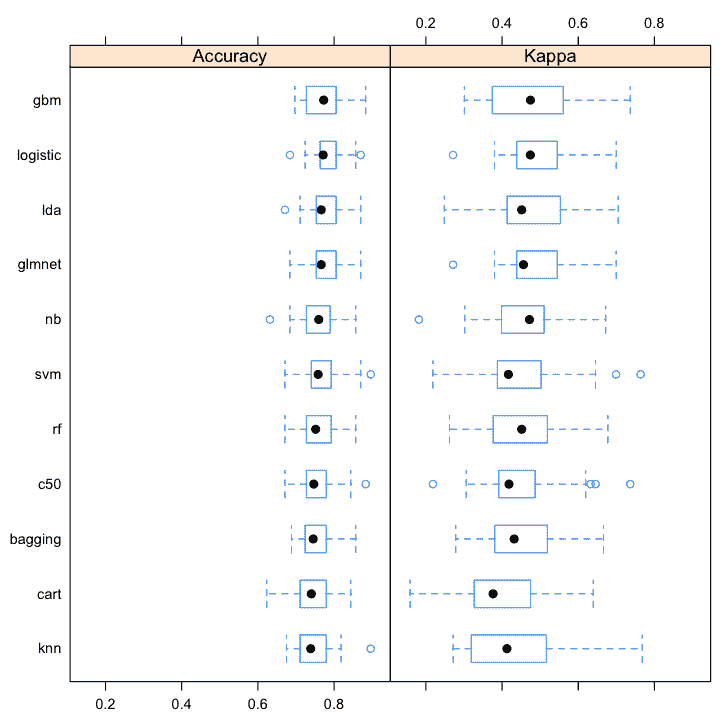 0.2 0.4 0.6 0.8
Accuracy Kappa
gbm
logistic
lda
glmnet
nb
svm
rf
c50
bagging
cart
knn
0.2 0.4 0.6 0.8